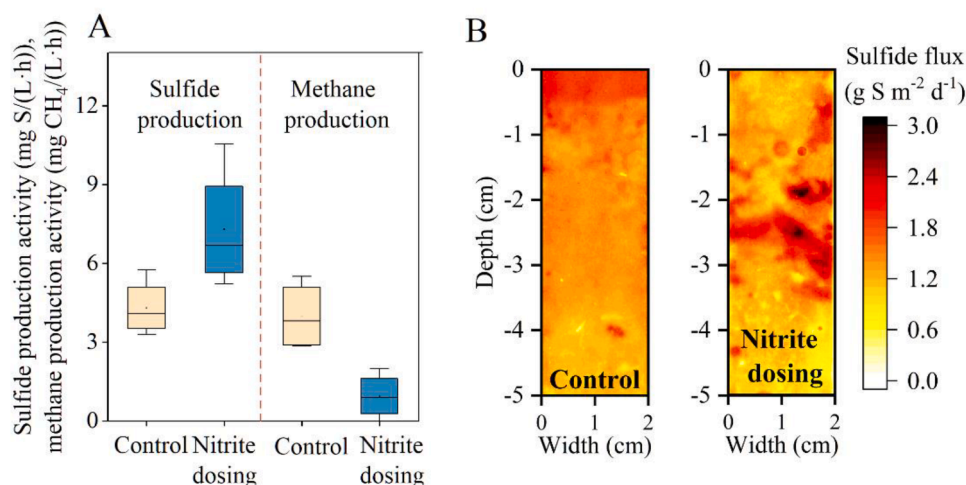 A
Sulfide production activity (mg S/(L·h)),
methane production activity (mg CH₄/(L·h))
12
9
6
3
0
Sulfide
production
Methane
production
Control
Nitrite
dosing
Control
Nitrite
dosing
B
Depth (cm)
0
-1
-2
-3
-4
-5
Control
0
1
2
Width (cm)
0
-1
-2
-3
-4
-5
Nitrite
dosing
0
1
2
Width (cm)
Sulfide flux
(g S m⁻² d⁻¹)
3.0
2.4
1.8
1.2
0.6
0.0